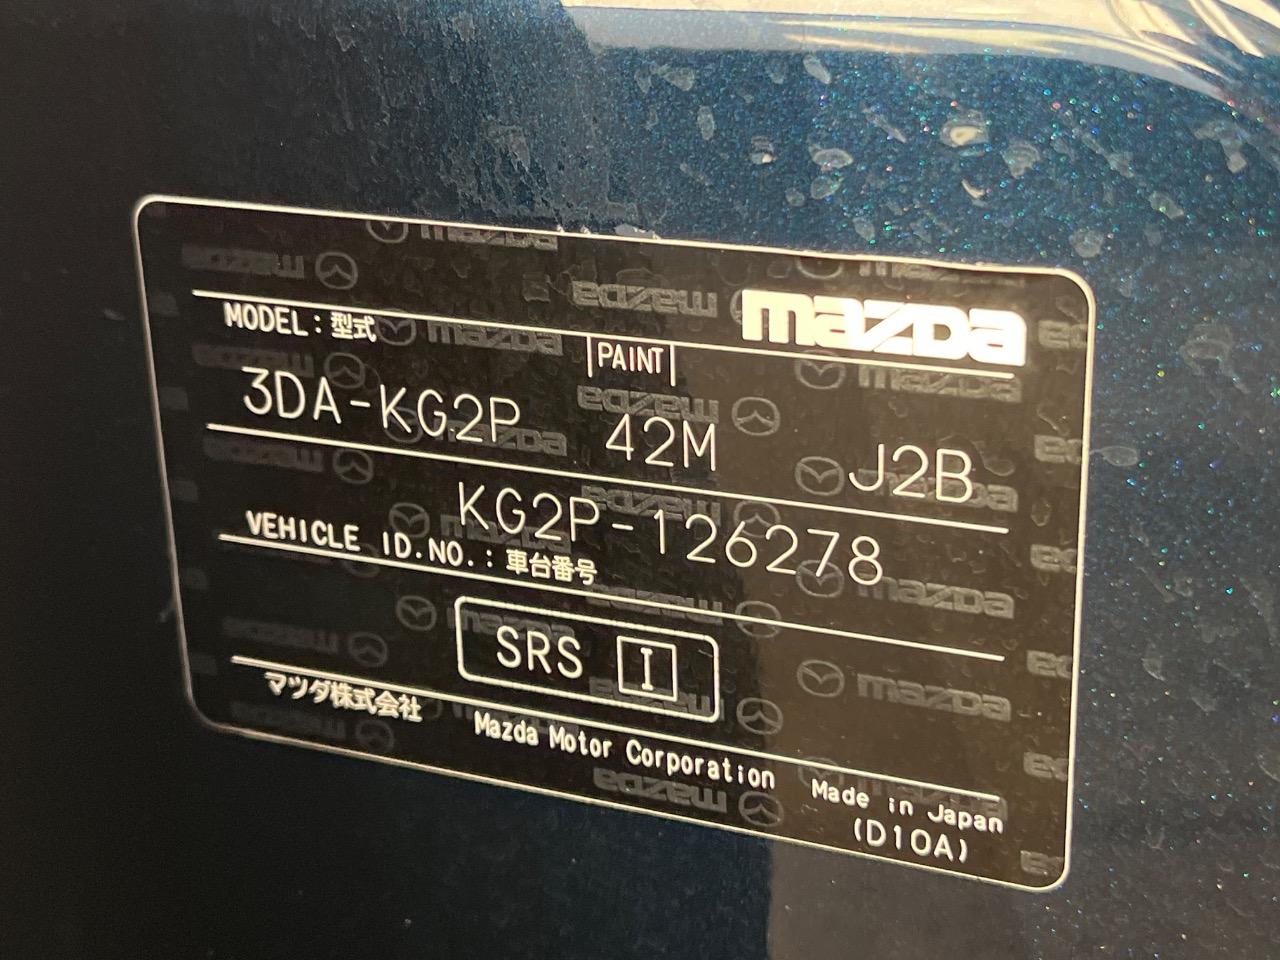 mazda
MODEL：型式
PAINT
3DA-KG2P 42M J2B
KG2P-126278
VEHICLE ID.NO.：車台番号
SRS I
マツダ株式会社 Mazda Motor Corporation
Made in Japan
(D10A)